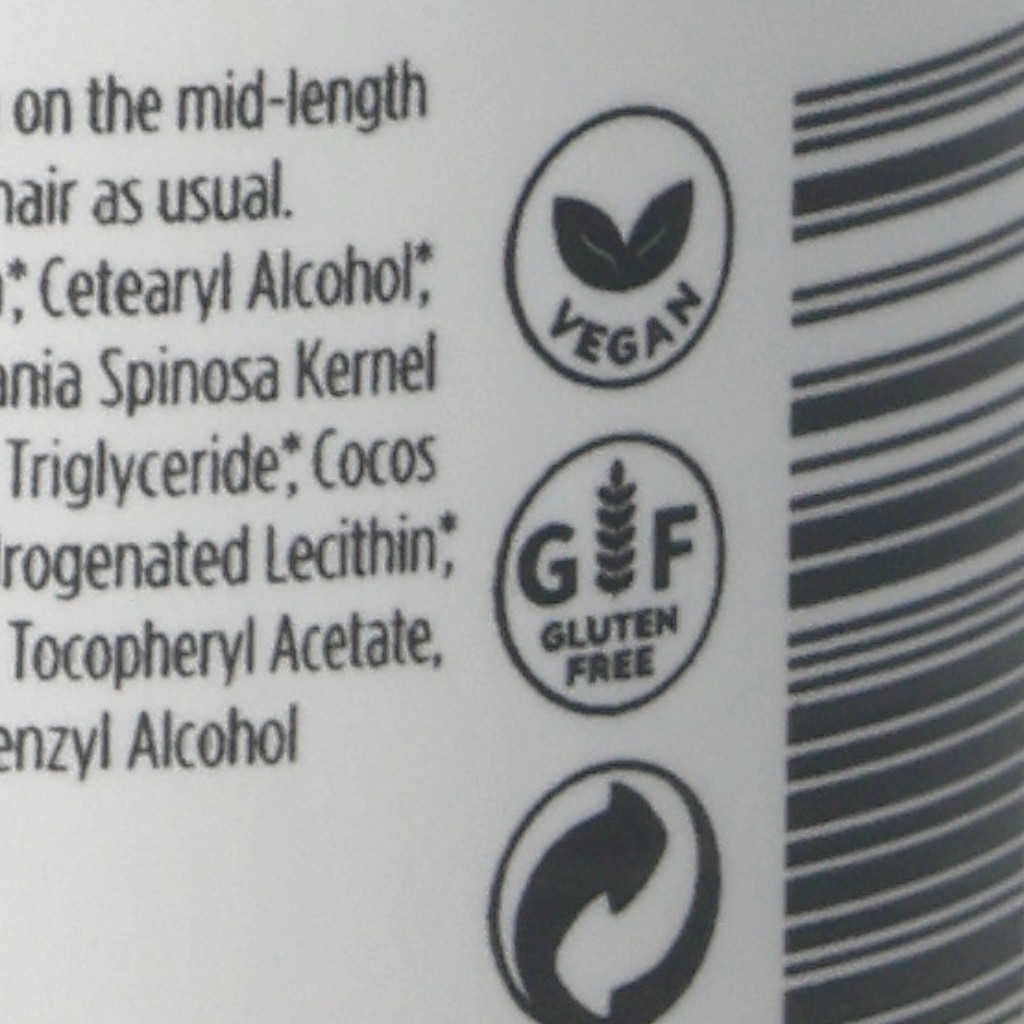 on the mid-length
hair as usual.
Cetearyl Alcohol,*
Spinosa Kernel
Triglyceride,* Cocos
Lecithin,*
Tocopheryl Acetate,
Alcohol
VEGAN
G F
GLUTEN
FREE